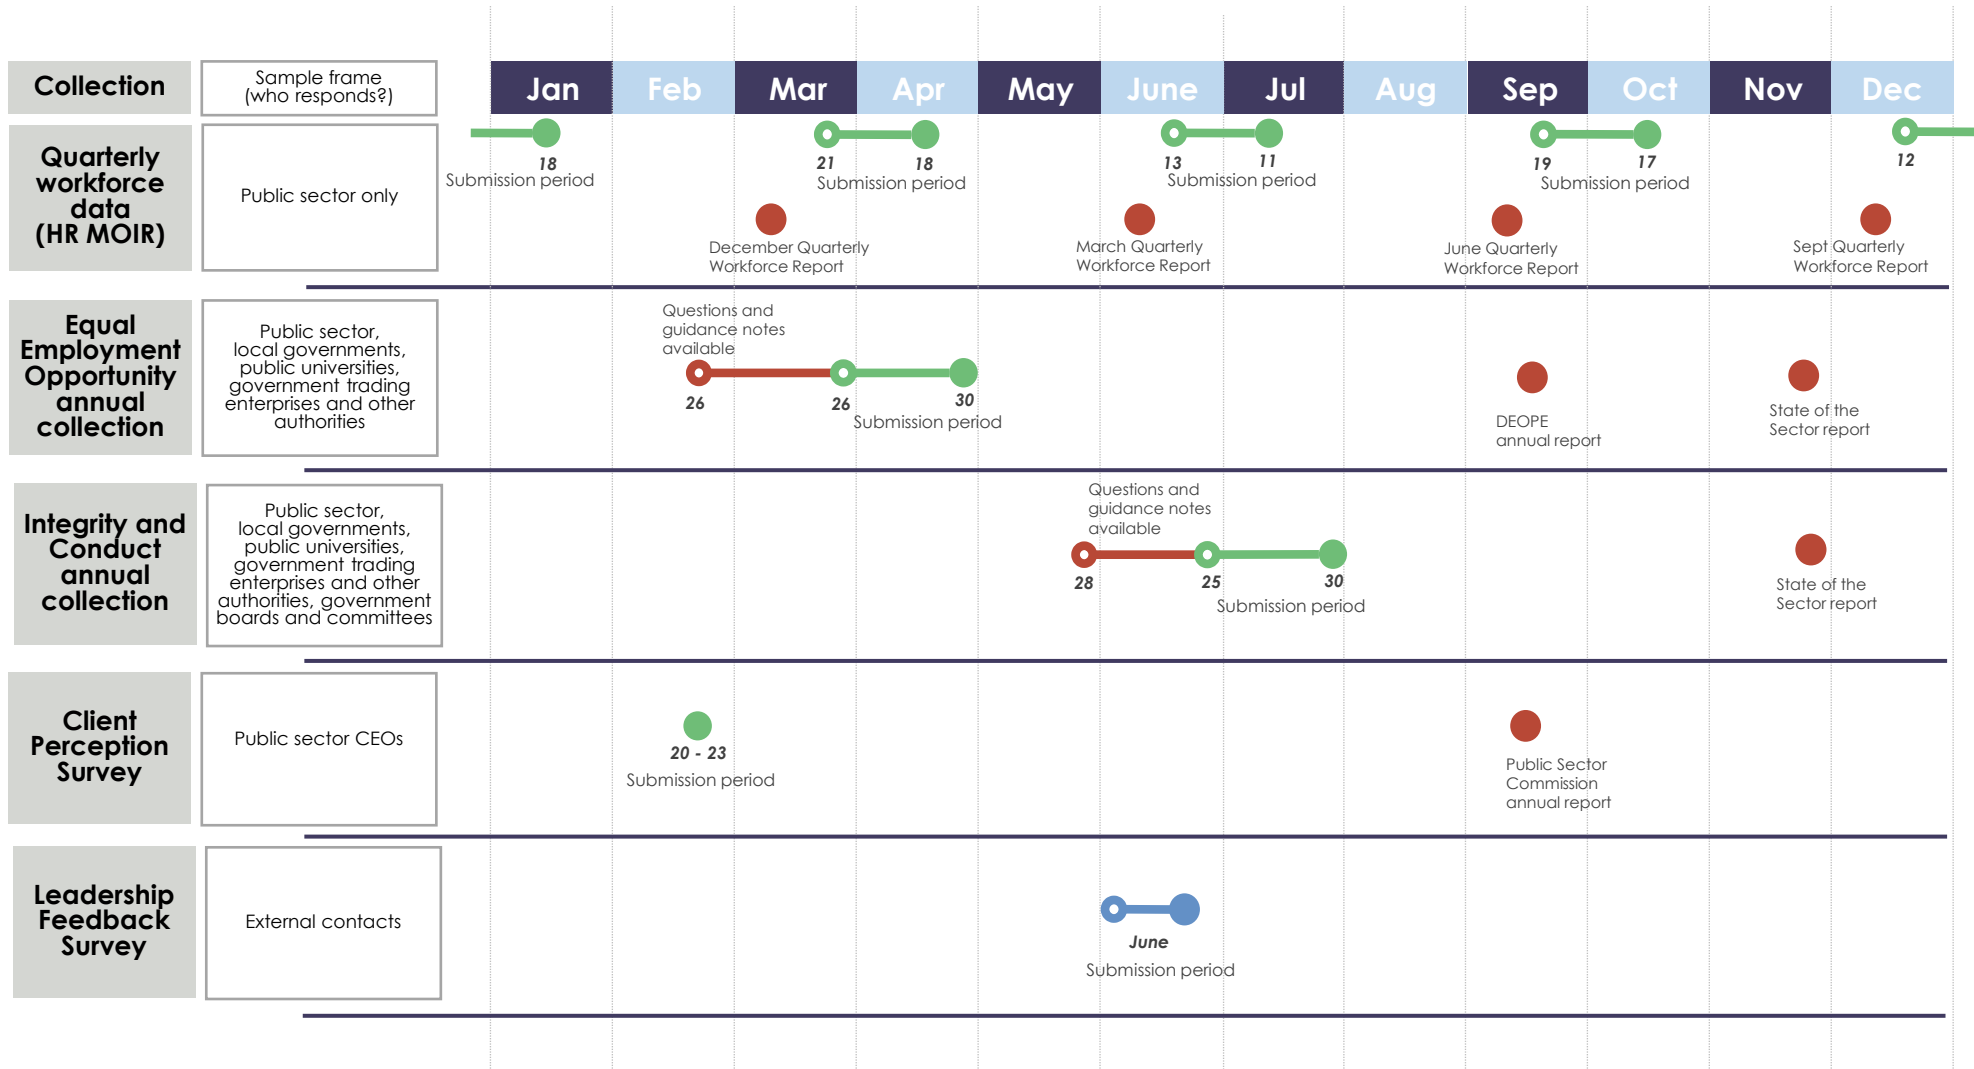 Collection
Sample frame
(who responds?)
Jan
Feb
Mar
Apr
May
June
Jul
Aug
Sep
Oct
Nov
Dec
Quarterly
workforce
data
(HR MOIR)
Public sector only
18
Submission period
21
18
Submission period
13
11
Submission period
19
17
Submission period
12
December Quarterly
Workforce Report
March Quarterly
Workforce Report
June Quarterly
Workforce Report
Sept Quarterly
Workforce Report
Equal
Employment
Opportunity
annual
collection
Public sector,
local governments,
public universities,
government trading
enterprises and other
authorities
Questions and
guidance notes
available
26
26
30
Submission period
DEOPE
annual report
State of the
Sector report
Integrity and
Conduct
annual
collection
Public sector,
local governments,
public universities,
government trading
enterprises and other
authorities, government
boards and committees
Questions and
guidance notes
available
28
25
30
Submission period
State of the
Sector report
Client
Perception
Survey
Public sector CEOs
20 - 23
Submission period
Public Sector
Commission
annual report
Leadership
Feedback
Survey
External contacts
June
Submission period